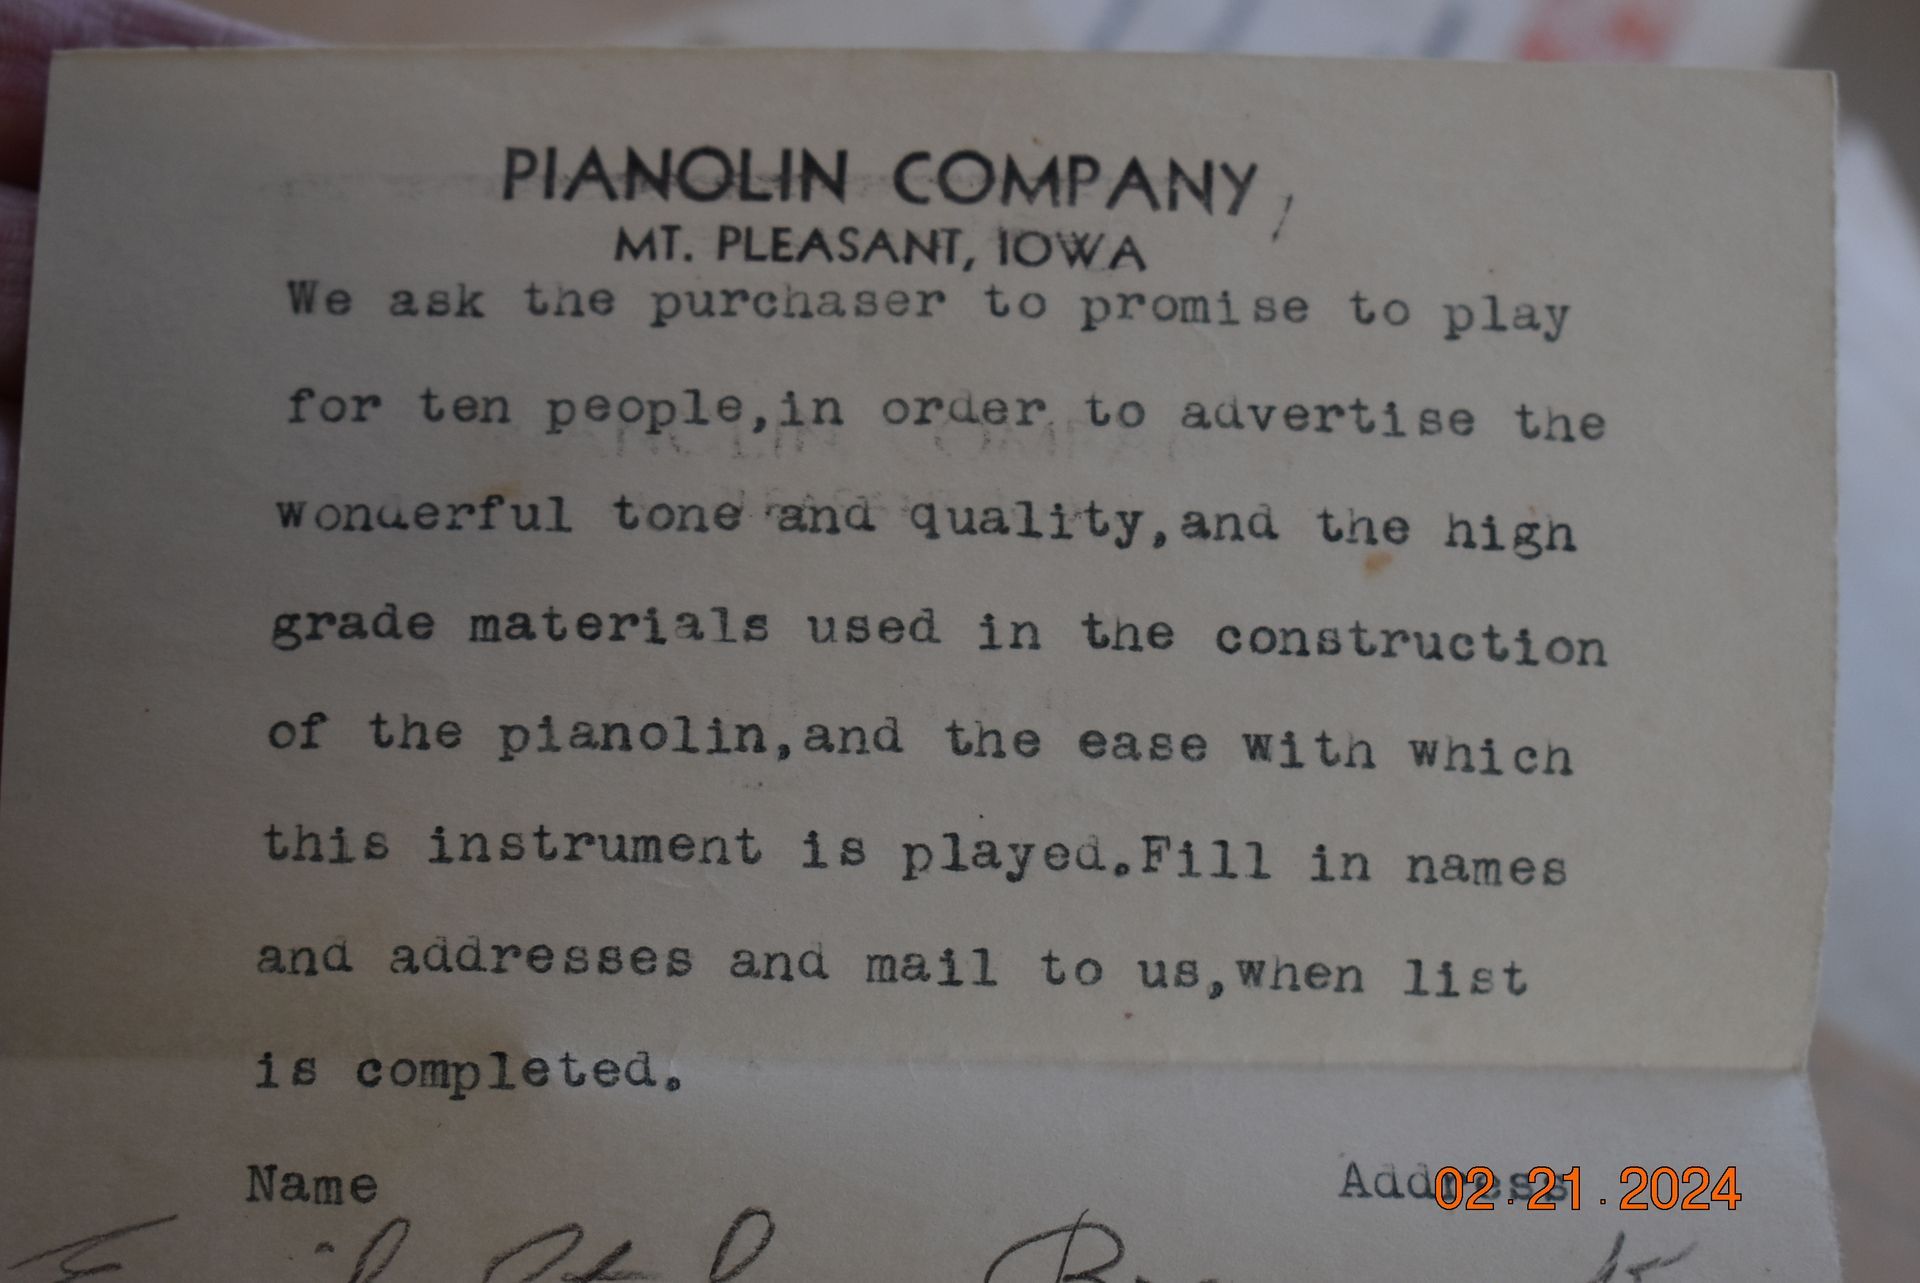 PIANOLIN COMPANY
MT. PLEASANT, IOWA
We ask the purchaser to promise to play
for ten people,in order to advertise the
wonderful tone and quality,and the high
grade materials used in the construction
of the pianolin,and the ease with which
this instrument is played.Fill in names
and addresses and mail to us,when list
is completed.
Name Address
02.21.2024